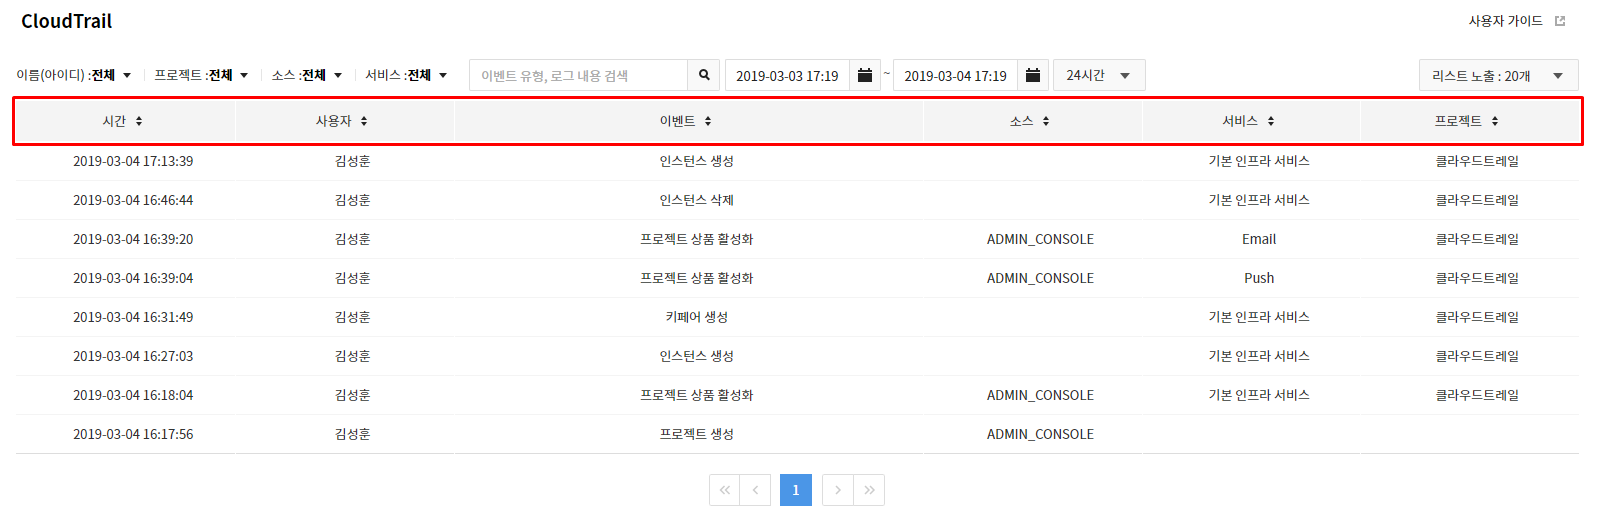 CloudTrail
사용자 가이드
이름(아이디) :전체 프로젝트 :전체 소스 :전체 서비스 :전체 이벤트 유형, 로그 내용 검색 2019-03-03 17:19 ~ 2019-03-04 17:19 24시간 리스트 노출 : 20개
시간 사용자 이벤트 소스 서비스 프로젝트
2019-03-04 17:13:39 김성훈 인스턴스 생성 기본 인프라 서비스 클라우드트레일
2019-03-04 16:46:44 김성훈 인스턴스 삭제 기본 인프라 서비스 클라우드트레일
2019-03-04 16:39:20 김성훈 프로젝트 상품 활성화 ADMIN_CONSOLE Email 클라우드트레일
2019-03-04 16:39:04 김성훈 프로젝트 상품 활성화 ADMIN_CONSOLE Push 클라우드트레일
2019-03-04 16:31:49 김성훈 키페어 생성 기본 인프라 서비스 클라우드트레일
2019-03-04 16:27:03 김성훈 인스턴스 생성 기본 인프라 서비스 클라우드트레일
2019-03-04 16:18:04 김성훈 프로젝트 상품 활성화 ADMIN_CONSOLE 기본 인프라 서비스 클라우드트레일
2019-03-04 16:17:56 김성훈 프로젝트 생성 ADMIN_CONSOLE
1